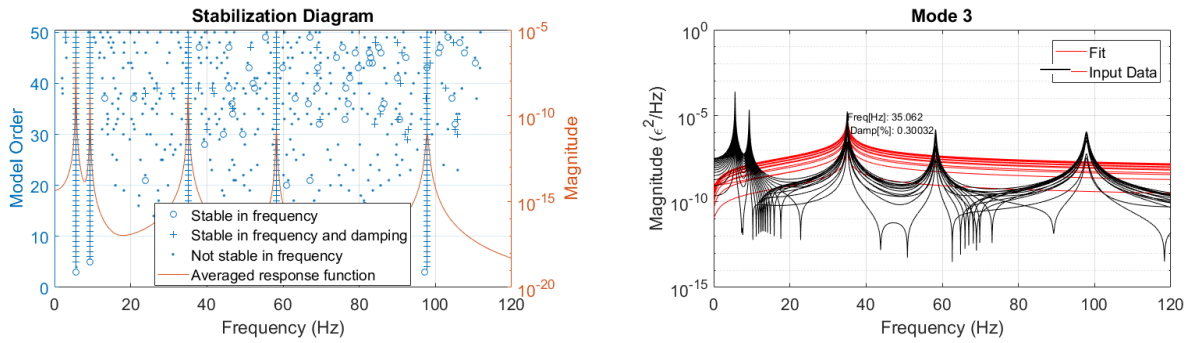 Stabilization Diagram
50
40
30
20
10
0
Model Order
10^-5
10^-10
10^-15
10^-20
Magnitude
Stable in frequency
Stable in frequency and damping
Not stable in frequency
Averaged response function
0 20 40 60 80 100 120
Frequency (Hz)
Mode 3
10^0
10^-5
10^-10
10^-15
Magnitude (ϵ^2/Hz)
Fit
Input Data
Freq[Hz]: 35.062
Damp[%]: 0.30032
0 20 40 60 80 100 120
Frequency (Hz)